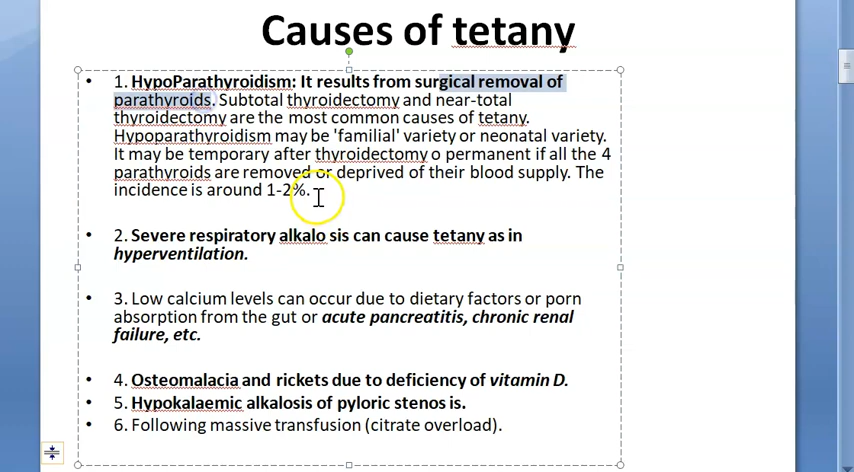 Causes of tetany
• 1. HypoParathyroidism: It results from surgical removal of
parathyroids. Subtotal thyroidectomy and near-total
thyroidectomy are the most common causes of tetany.
Hypoparathyroidism may be 'familial' variety or neonatal variety.
It may be temporary after thyroidectomy o permanent if all the 4
parathyroids are removed or deprived of their blood supply. The
incidence is around 1-2%.
• 2. Severe respiratory alkalo sis can cause tetany as in
hyperventilation.
• 3. Low calcium levels can occur due to dietary factors or porn
absorption from the gut or acute pancreatitis, chronic renal
failure, etc.
• 4. Osteomalacia and rickets due to deficiency of vitamin D.
• 5. Hypokalaemic alkalosis of pyloric stenos is.
• 6. Following massive transfusion (citrate overload).